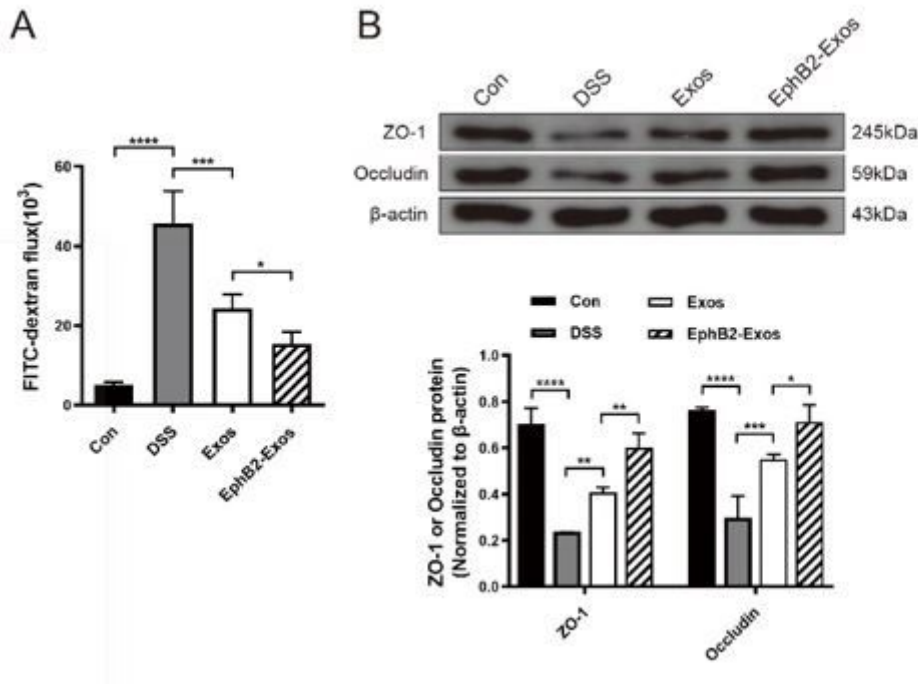 A
FITC-dextran flux(10³)
60
40
20
0
****
***
*
Con
DSS
Exos
EphB2-Exos
B
Con
DSS
Exos
EphB2-Exos
ZO-1
245kDa
Occludin
59kDa
β-actin
43kDa
Con
Exos
DSS
EphB2-Exos
ZO-1 or Occludin protein
(Normalized to β-actin)
1.0
0.8
0.6
0.4
0.2
0.0
****
**
**
****
***
*
ZO-1
Occludin